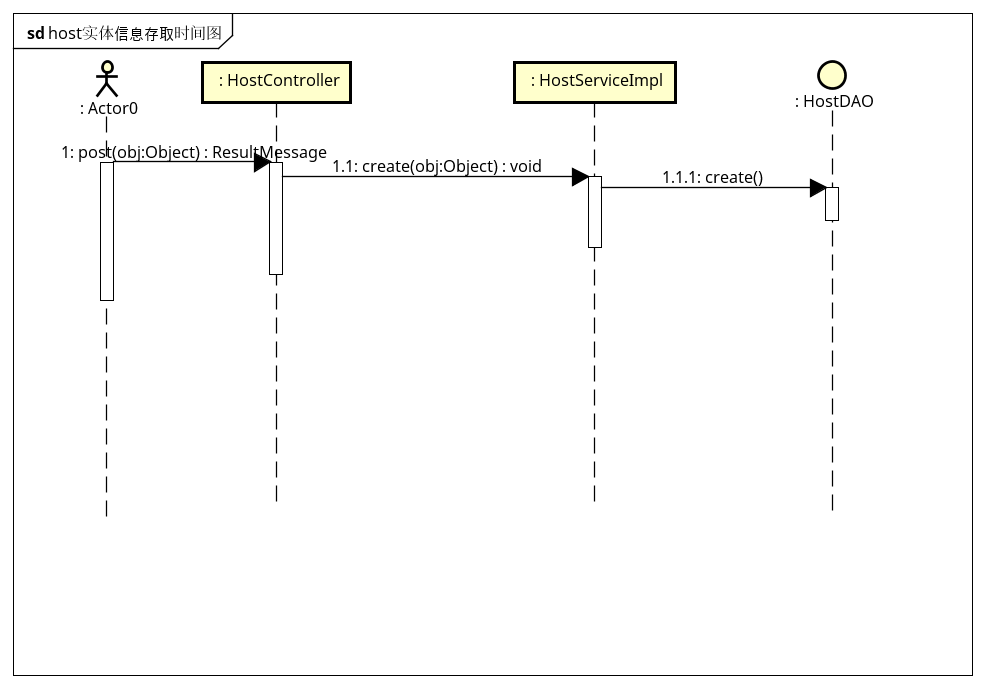 sd host实体信息存取时间图
: Actor0
: HostController
: HostServiceImpl
: HostDAO
1: post(obj:Object) : ResultMessage
1.1: create(obj:Object) : void
1.1.1: create()